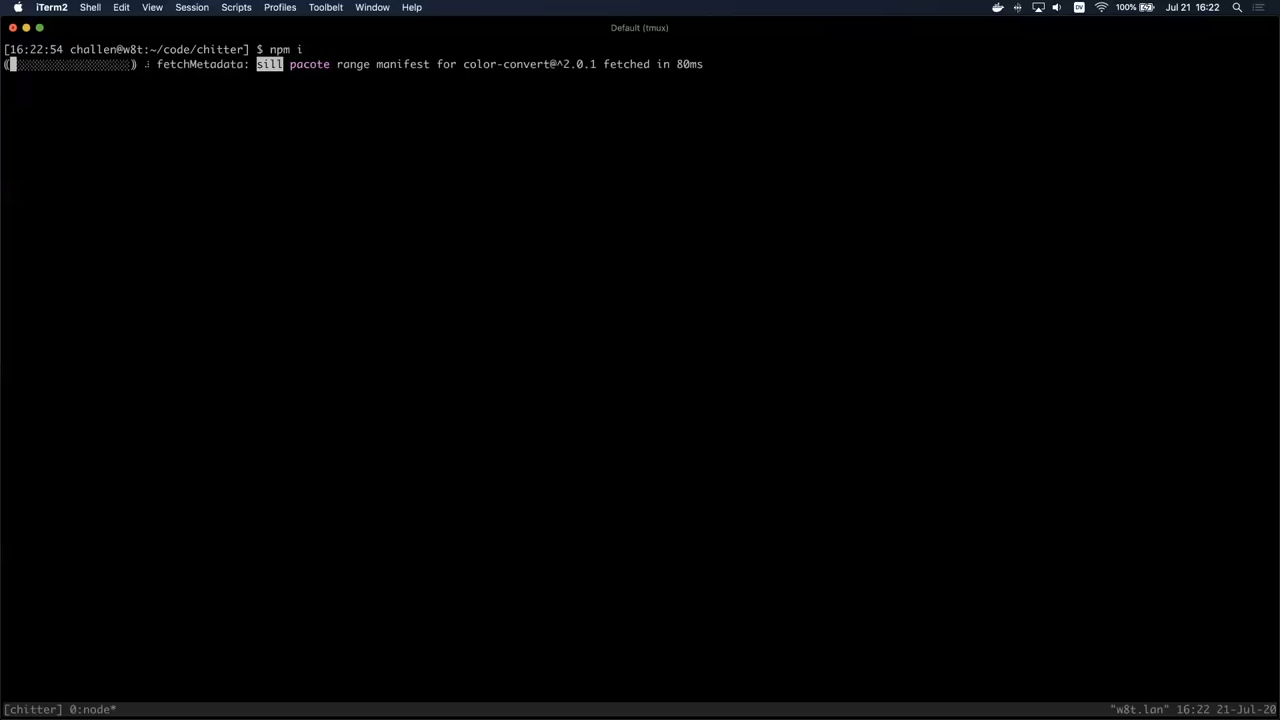 iTerm2 Shell Edit View Session Scripts Profiles Toolbelt Window Help DV 100% Jul 21 16:22
Default (tmux)
[16:22:54 challen@w8t:~/code/chitter] $ npm i
fetchMetadata: sill pacote range manifest for color-convert@^2.0.1 fetched in 80ms
[chitter] 0:node* "w8t.lan" 16:22 21-Jul-20